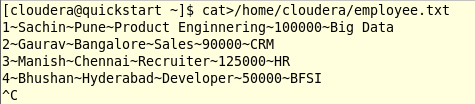 [cloudera@quickstart ~]$ cat>/home/cloudera/employee.txt
1~Sachin~Pune~Product Enginnering~100000~Big Data
2~Gaurav~Bangalore~Sales~90000~CRM
3~Manish~Chennai~Recruiter~125000~HR
4~Bhushan~Hyderabad~Developer~50000~BFSI
^C